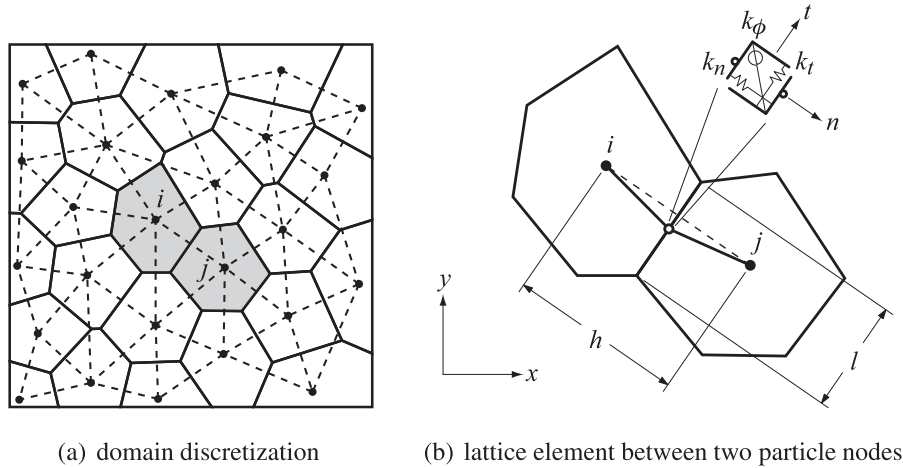 i
j
k_ϕ
t
k_n
k_t
n
i
j
y
x
h
l
(a) domain discretization
(b) lattice element between two particle nodes